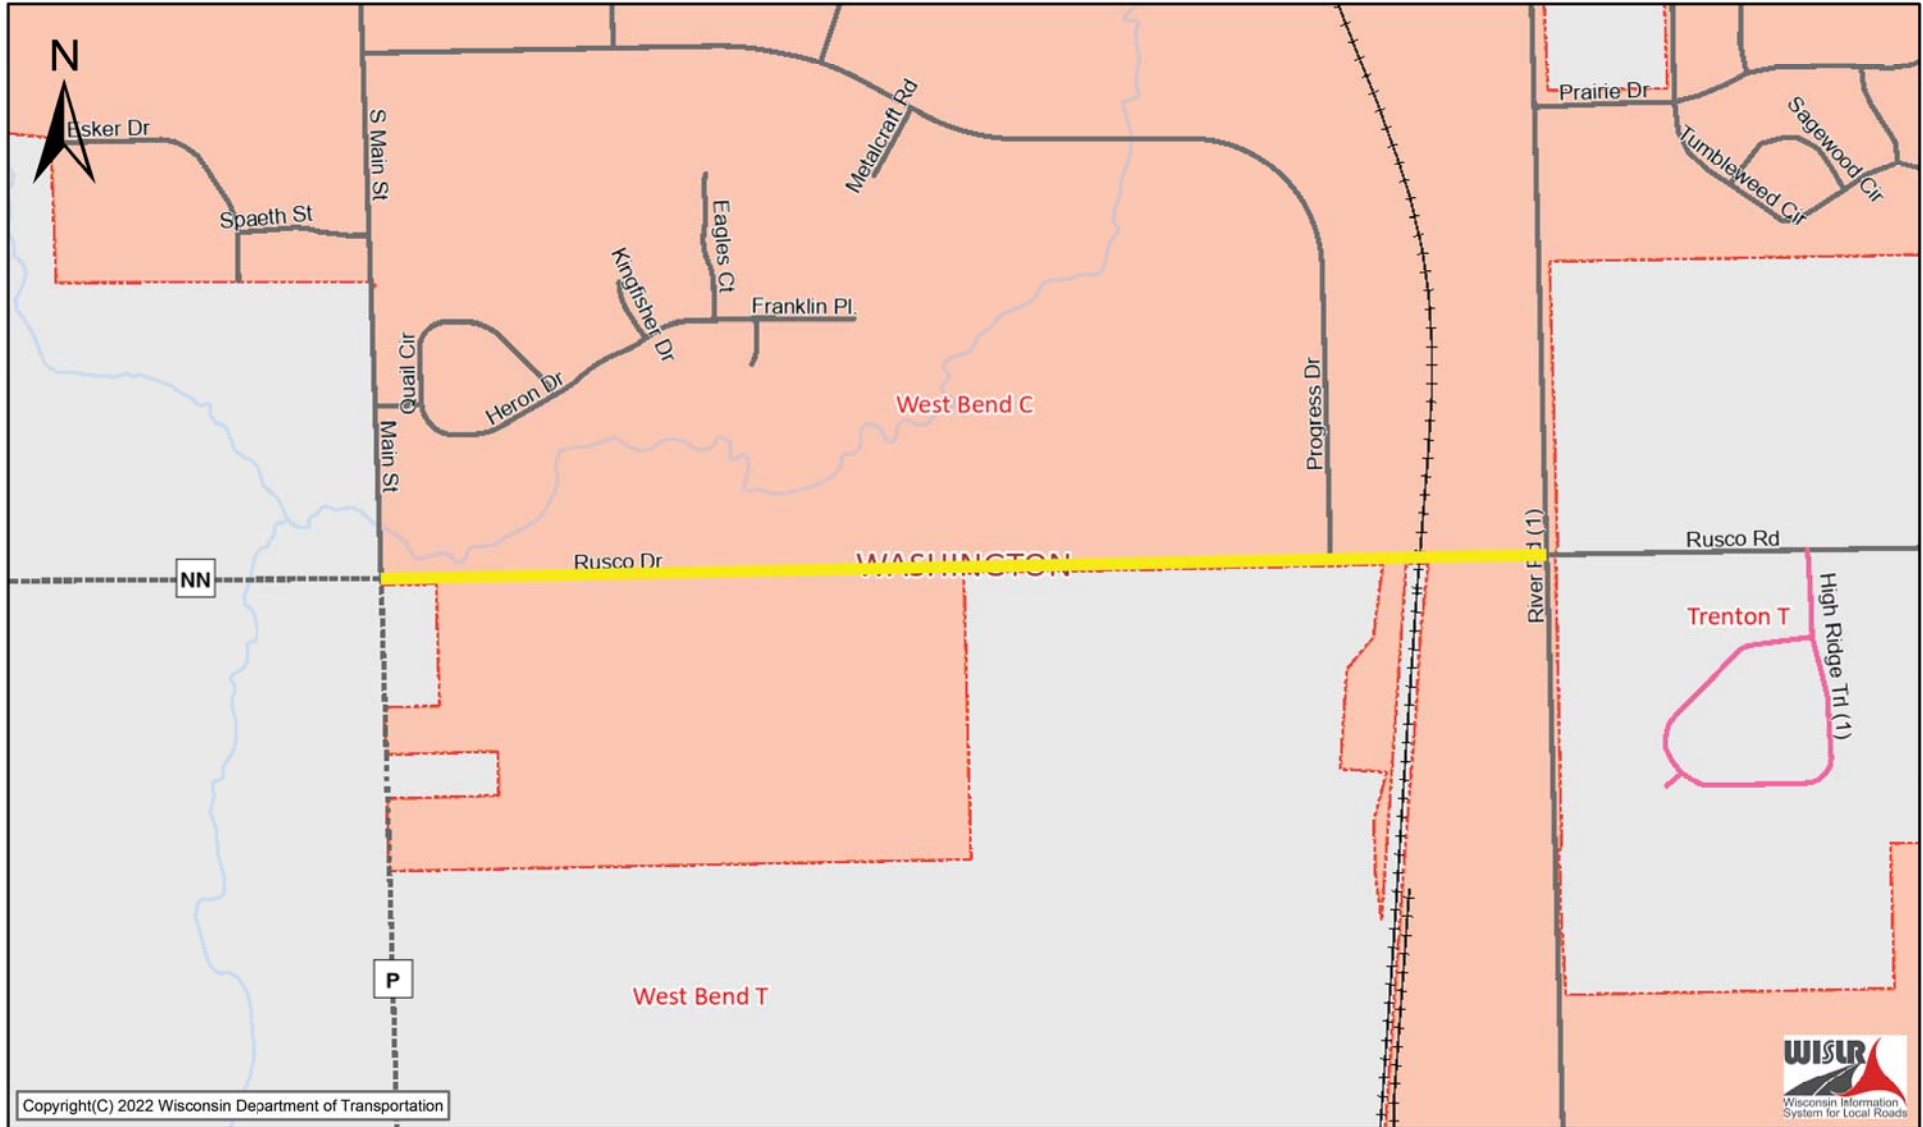 N
Esker Dr
S Main St
Spaeth St
Metalcraft Rd
Prairie Dr
Sagewood Cir
Tumbleweed Cir
Eagles Ct
Kingfisher Dr
Franklin Pl.
Quail Cir
Heron Dr
Main St
West Bend C
Progress Dr
NN
Rusco Dr
WASHINGTON
River Rd (1)
Rusco Rd
Trenton T
High Ridge Trl (1)
P
West Bend T
WISLR
Wisconsin Information
System for Local Roads
Copyright(C) 2022 Wisconsin Department of Transportation